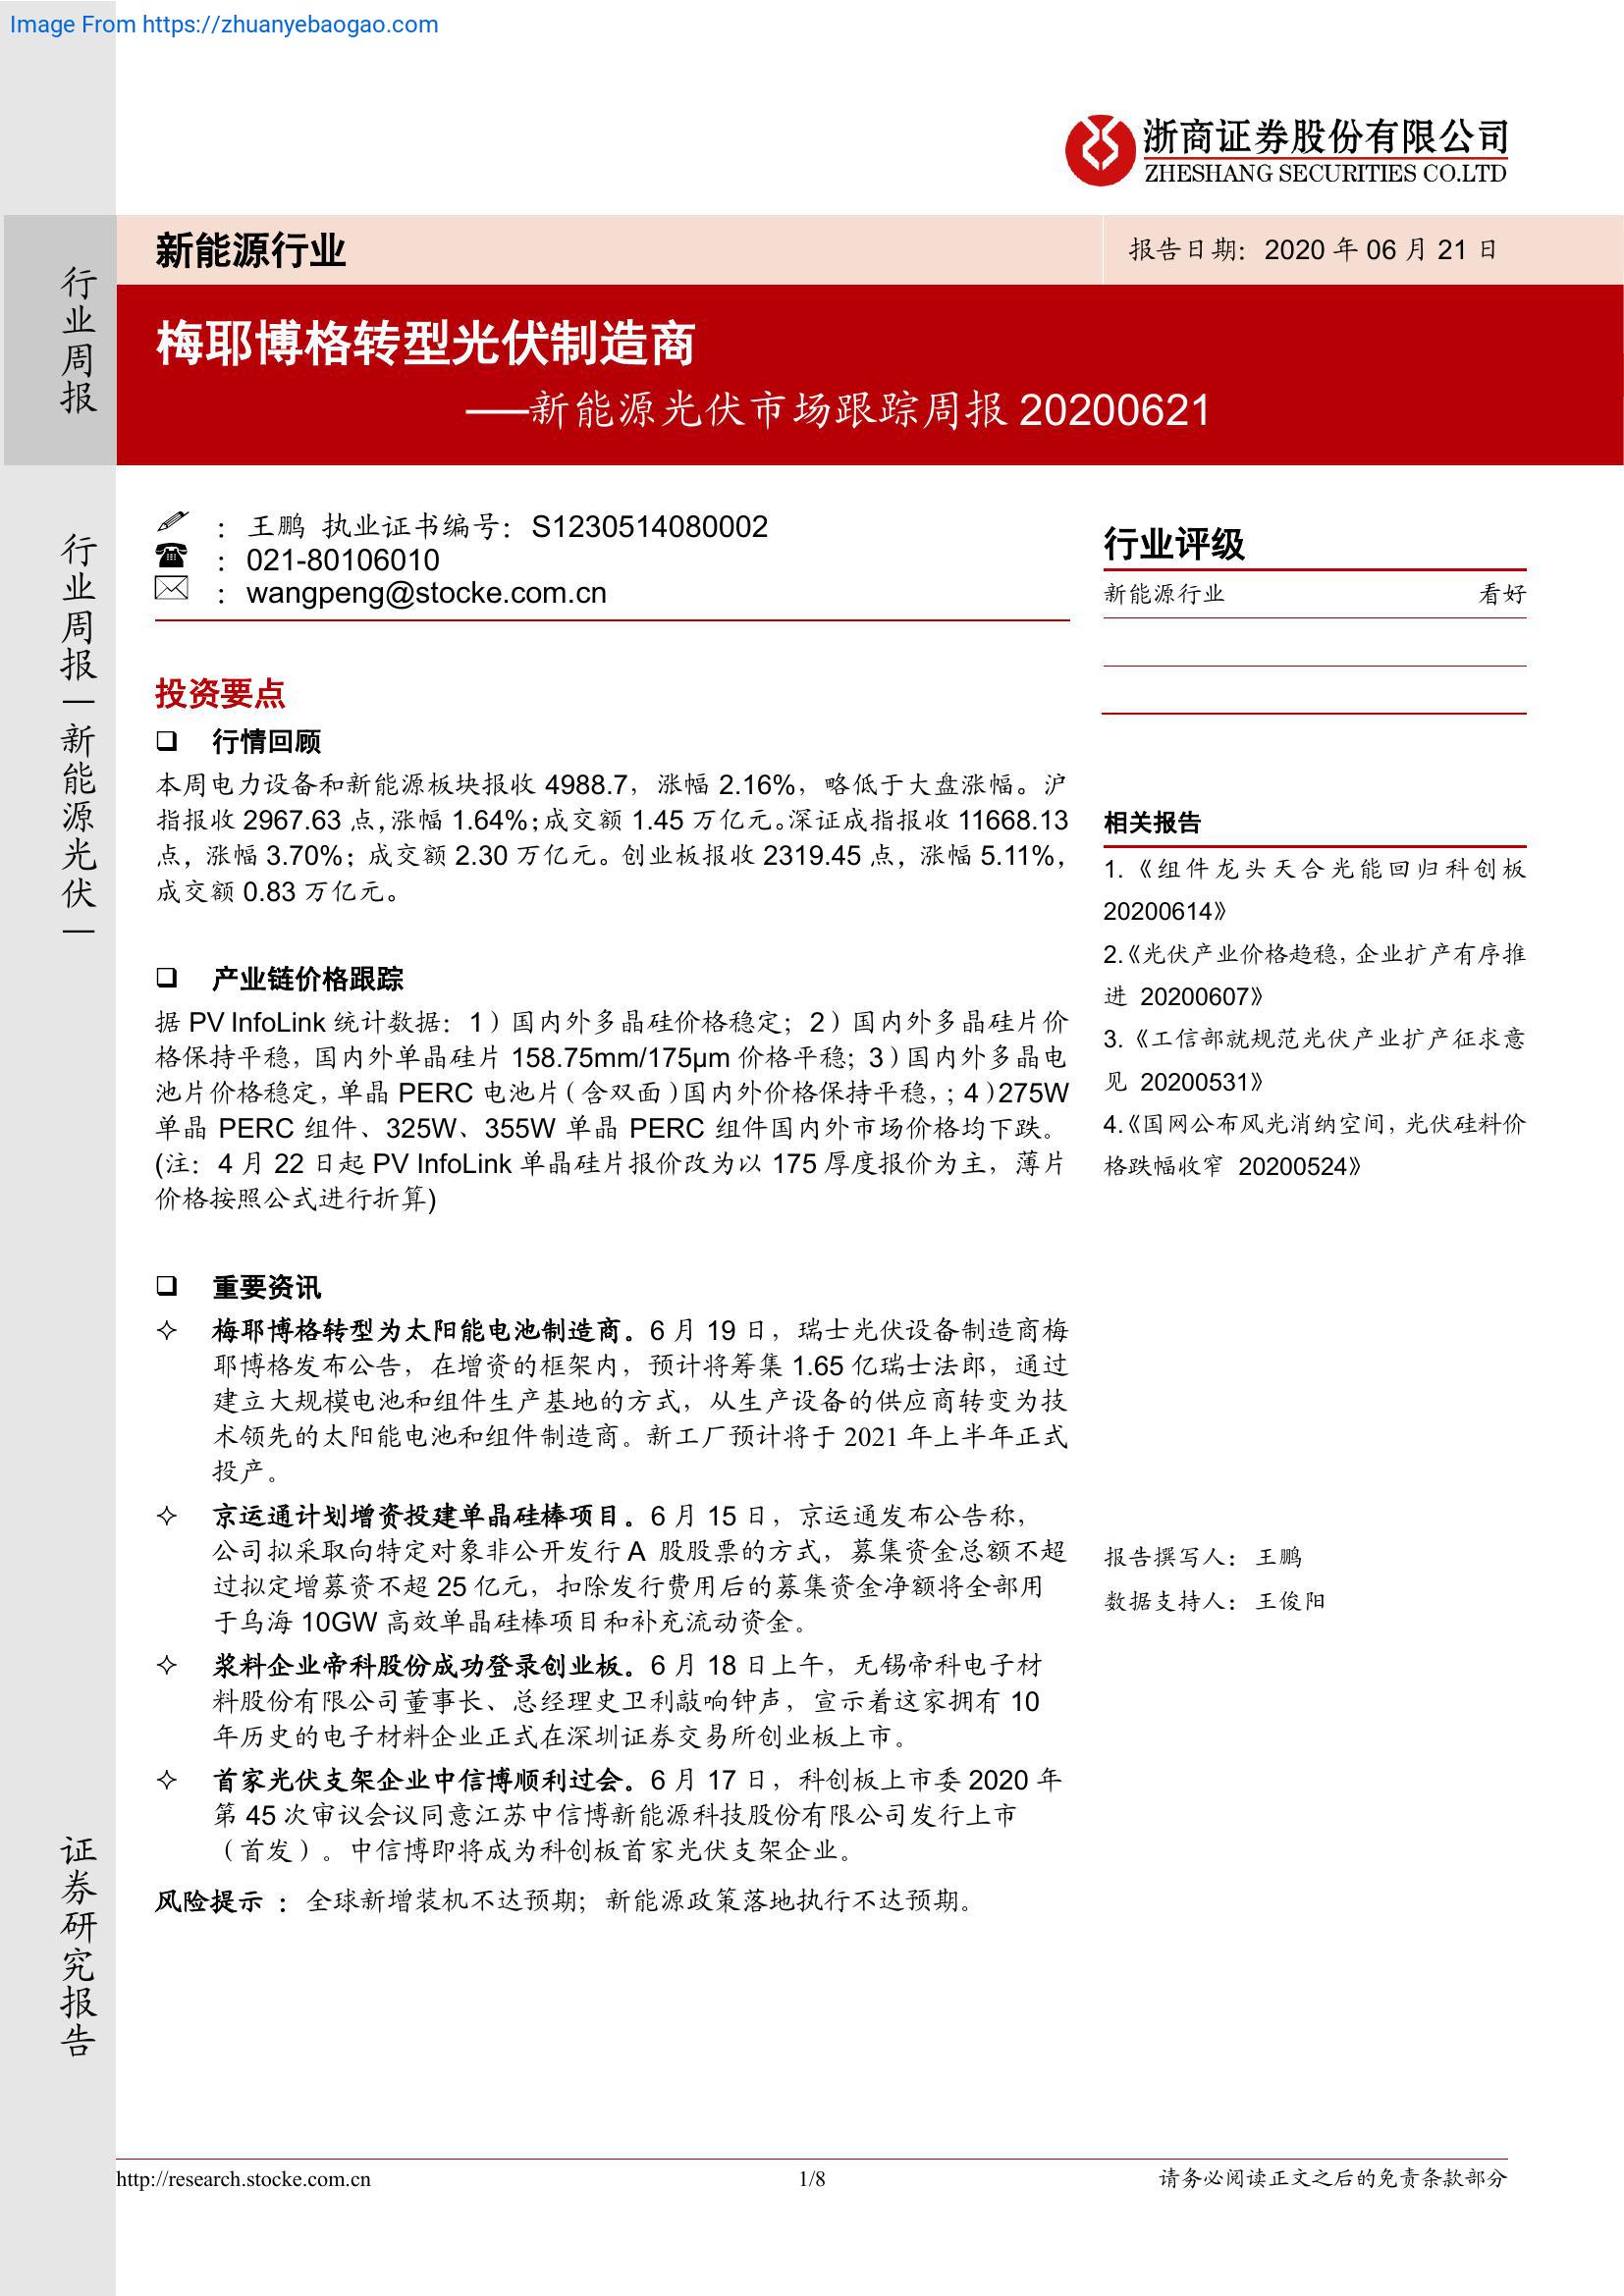 Image From https://zhuanyebaogao.com
浙商证券股份有限公司
ZHESHANG SECURITIES CO.LTD
行业周报
新能源行业
报告日期：2020 年 06 月 21 日
梅耶博格转型光伏制造商
——新能源光伏市场跟踪周报 20200621
行业周报—新能源光伏—
证券研究报告
：王鹏 执业证书编号：S1230514080002
：021-80106010
：wangpeng@stocke.com.cn
投资要点
行情回顾
本周电力设备和新能源板块报收 4988.7，涨幅 2.16%，略低于大盘涨幅。沪
指报收 2967.63 点，涨幅 1.64%；成交额 1.45 万亿元。深证成指报收 11668.13
点，涨幅 3.70%；成交额 2.30 万亿元。创业板报收 2319.45 点，涨幅 5.11%，
成交额 0.83 万亿元。
产业链价格跟踪
据 PV InfoLink 统计数据：1）国内外多晶硅价格稳定；2）国内外多晶硅片价
格保持平稳，国内外单晶硅片 158.75mm/175μm 价格平稳；3）国内外多晶电
池片价格稳定，单晶 PERC 电池片（含双面）国内外价格保持平稳，；4）275W
单晶 PERC 组件、325W、355W 单晶 PERC 组件国内外市场价格均下跌。
(注：4 月 22 日起 PV InfoLink 单晶硅片报价改为以 175 厚度报价为主，薄片
价格按照公式进行折算)
重要资讯
梅耶博格转型为太阳能电池制造商。6 月 19 日，瑞士光伏设备制造商梅
耶博格发布公告，在增资的框架内，预计将筹集 1.65 亿瑞士法郎，通过
建立大规模电池和组件生产基地的方式，从生产设备的供应商转变为技
术领先的太阳能电池和组件制造商。新工厂预计将于 2021 年上半年正式
投产。
京运通计划增资投建单晶硅棒项目。6 月 15 日，京运通发布公告称，
公司拟采取向特定对象非公开发行 A 股股票的方式，募集资金总额不超
过拟定增募资不超 25 亿元，扣除发行费用后的募集资金净额将全部用
于乌海 10GW 高效单晶硅棒项目和补充流动资金。
浆料企业帝科股份成功登录创业板。6 月 18 日上午，无锡帝科电子材
料股份有限公司董事长、总经理史卫利敲响钟声，宣示着这家拥有 10
年历史的电子材料企业正式在深圳证券交易所创业板上市。
首家光伏支架企业中信博顺利过会。6 月 17 日，科创板上市委 2020 年
第 45 次审议会议同意江苏中信博新能源科技股份有限公司发行上市
（首发）。中信博即将成为科创板首家光伏支架企业。
风险提示 ：全球新增装机不达预期；新能源政策落地执行不达预期。
行业评级
新能源行业 看好
相关报告
1.《组件龙头天合光能回归科创板
20200614》
2.《光伏产业价格趋稳，企业扩产有序推
进 20200607》
3.《工信部就规范光伏产业扩产征求意
见 20200531》
4.《国网公布风光消纳空间，光伏硅料价
格跌幅收窄 20200524》
报告撰写人：王鹏
数据支持人：王俊阳
http://research.stocke.com.cn
1/8
请务必阅读正文之后的免责条款部分